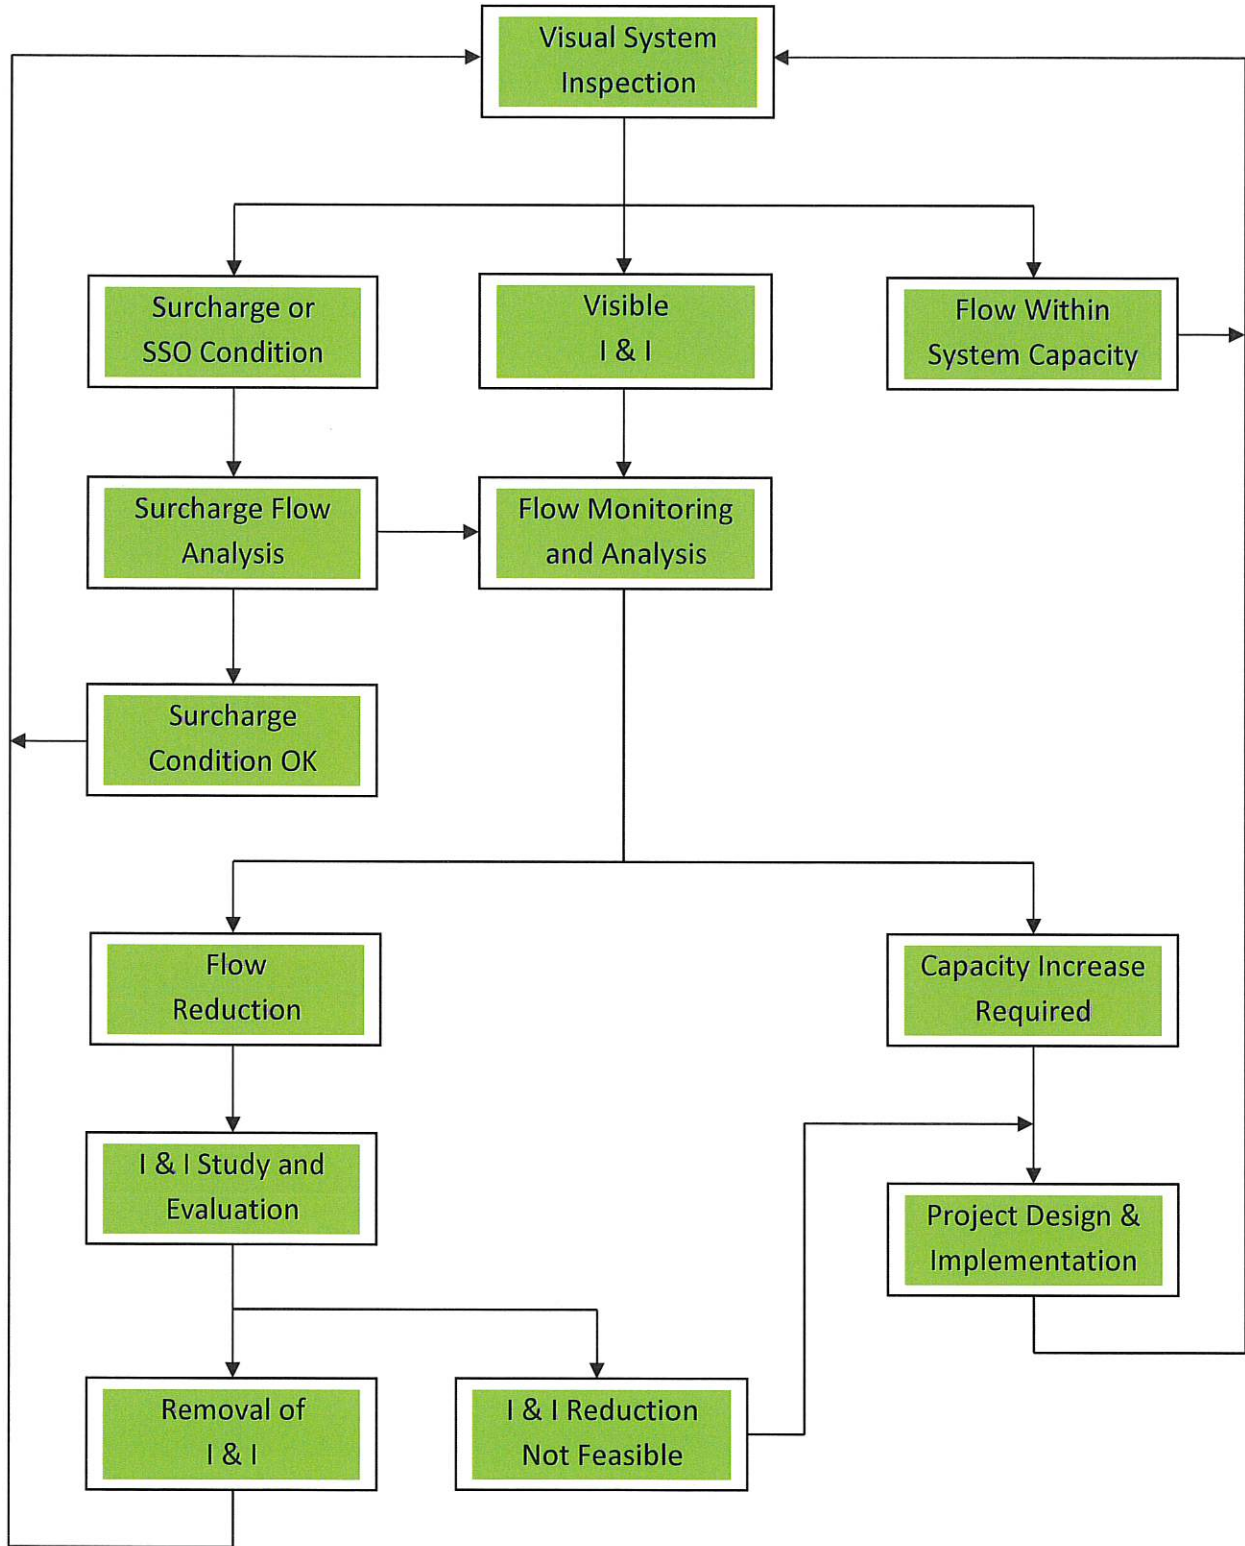 Visual System
Inspection
Surcharge or
SSO Condition
Visible
I & I
Flow Within
System Capacity
Surcharge Flow
Analysis
Flow Monitoring
and Analysis
Surcharge
Condition OK
Flow
Reduction
Capacity Increase
Required
I & I Study and
Evaluation
Project Design &
Implementation
Removal of
I & I
I & I Reduction
Not Feasible